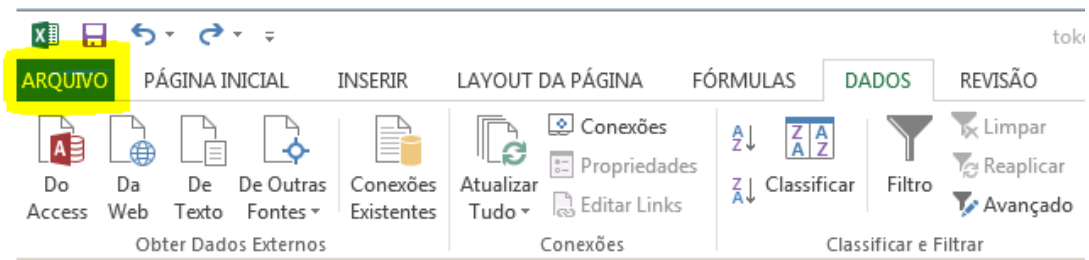 toke
ARQUIVO PÁGINA INICIAL INSERIR LAYOUT DA PÁGINA FÓRMULAS DADOS REVISÃO
Do Access
Da Web
De Texto
De Outras Fontes
Conexões Existentes
Obter Dados Externos
Atualizar Tudo
Conexões
Propriedades
Editar Links
Conexões
Classificar
Filtro
Limpar
Reaplicar
Avançado
Classificar e Filtrar